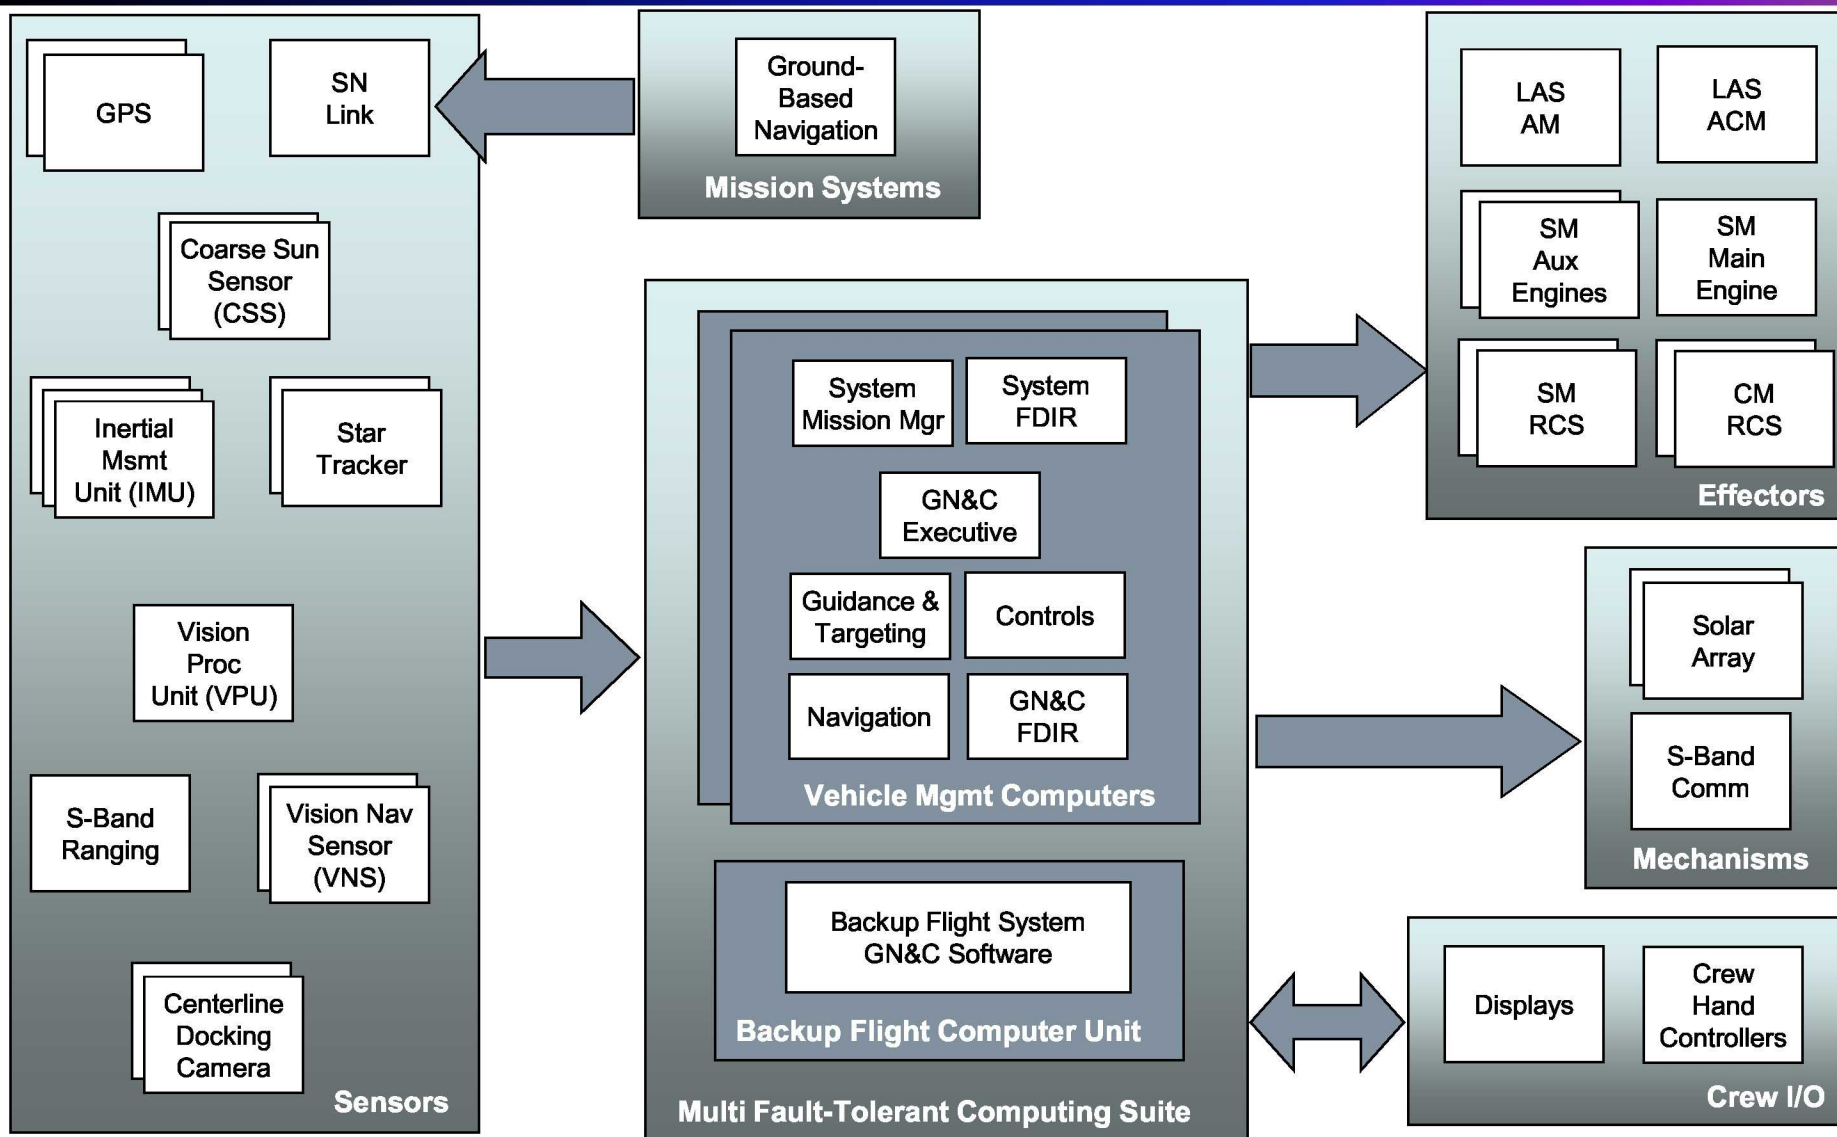 GPS
SN
Link
Coarse Sun
Sensor
(CSS)
Inertial
Msmt
Unit (IMU)
Star
Tracker
Vision
Proc
Unit (VPU)
S-Band
Ranging
Vision Nav
Sensor
(VNS)
Centerline
Docking
Camera
Sensors
Ground-
Based
Navigation
Mission Systems
System
Mission Mgr
System
FDIR
GN&C
Executive
Guidance &
Targeting
Controls
Navigation
GN&C
FDIR
Vehicle Mgmt Computers
Backup Flight System
GN&C Software
Backup Flight Computer Unit
Multi Fault-Tolerant Computing Suite
LAS
AM
LAS
ACM
SM
Aux
Engines
SM
Main
Engine
SM
RCS
CM
RCS
Effectors
Solar
Array
S-Band
Comm
Mechanisms
Displays
Crew
Hand
Controllers
Crew I/O